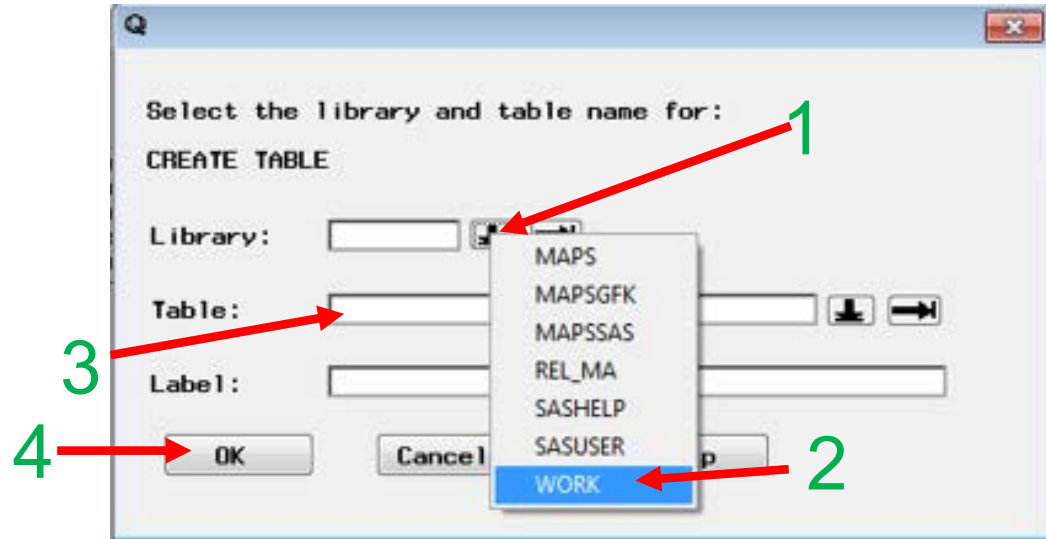 Q
Select the library and table name for:
1
CREATE TABLE
Library:
MAPS
MAPSGFK
Table:
MAPSSAS
3
REL_MA
Label:
SASHELP
4
OK
Cancel
SASUSER
p
2
WORK